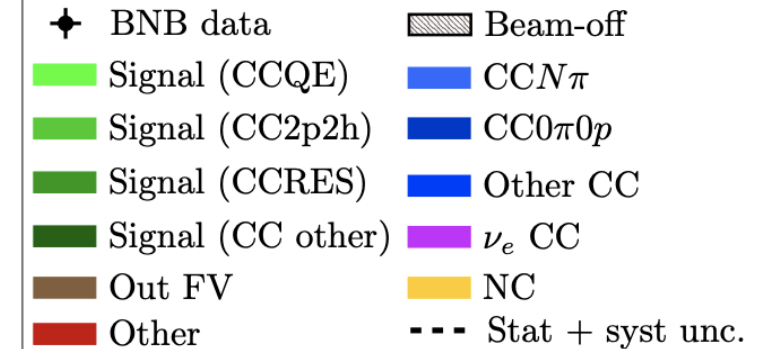 BNB data
Beam-off
Signal (CCQE)
CCNπ
Signal (CC2p2h)
CC0π0p
Signal (CCRES)
Other CC
Signal (CC other)
νe CC
Out FV
NC
Other
Stat + syst unc.